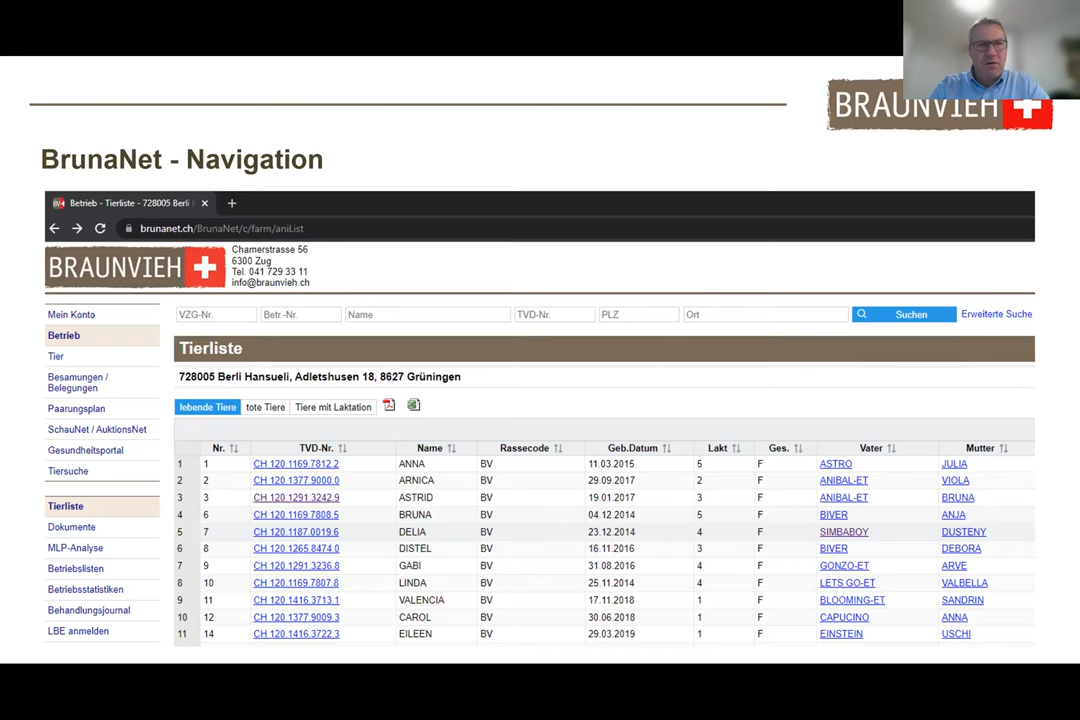 BRAUNVIEH
BrunaNet - Navigation
Betrieb - Tierliste - 728005 Berli
brunanet.ch/BrunaNet/c/farm/aniList
BRAUNVIEH
Chamerstrasse 56
6300 Zug
Tel. 041 729 33 11
info@braunvieh.ch
Mein Konto
Betrieb
Tier
Besamungen /
Belegungen
Paarungsplan
SchauNet / AuktionsNet
Gesundheitsportal
Tiersuche
Tierliste
Dokumente
MLP-Analyse
Betriebslisten
Betriebsstatistiken
Behandlungsjournal
LBE anmelden
VZG-Nr. Betr.-Nr. Name TVD-Nr. PLZ Ort Suchen Erweiterte Suche
Tierliste
728005 Berli Hansueli, Adletshusen 18, 8627 Grüningen
lebende Tiere tote Tiere Tiere mit Laktation
Nr. TVD-Nr. Name Rassecode Geb.Datum Lakt Ges. Vater Mutter
1 1 CH 120.1169.7812.2 ANNA BV 11.03.2015 5 F ASTRO JULIA
2 2 CH 120.1377.9000.0 ARNICA BV 29.09.2017 2 F ANIBAL-ET VIOLA
3 3 CH 120.1291.3242.9 ASTRID BV 19.01.2017 3 F ANIBAL-ET BRUNA
4 6 CH 120.1169.7808.5 BRUNA BV 04.12.2014 5 F BIVER ANJA
5 7 CH 120.1187.0019.6 DELIA BV 23.12.2014 4 F SIMBABOY DUSTENY
6 8 CH 120.1265.8474.0 DISTEL BV 16.11.2016 3 F BIVER DEBORA
7 9 CH 120.1291.3236.8 GABI BV 31.08.2016 4 F GONZO-ET ARVE
8 10 CH 120.1169.7807.8 LINDA BV 25.11.2014 4 F LETS GO-ET VALBELLA
9 11 CH 120.1416.3713.1 VALENCIA BV 17.11.2018 1 F BLOOMING-ET SANDRIN
10 12 CH 120.1377.9009.3 CAROL BV 30.06.2018 1 F CAPUCINO ANNA
11 14 CH 120.1416.3722.3 EILEEN BV 29.03.2019 1 F EINSTEIN USCHI